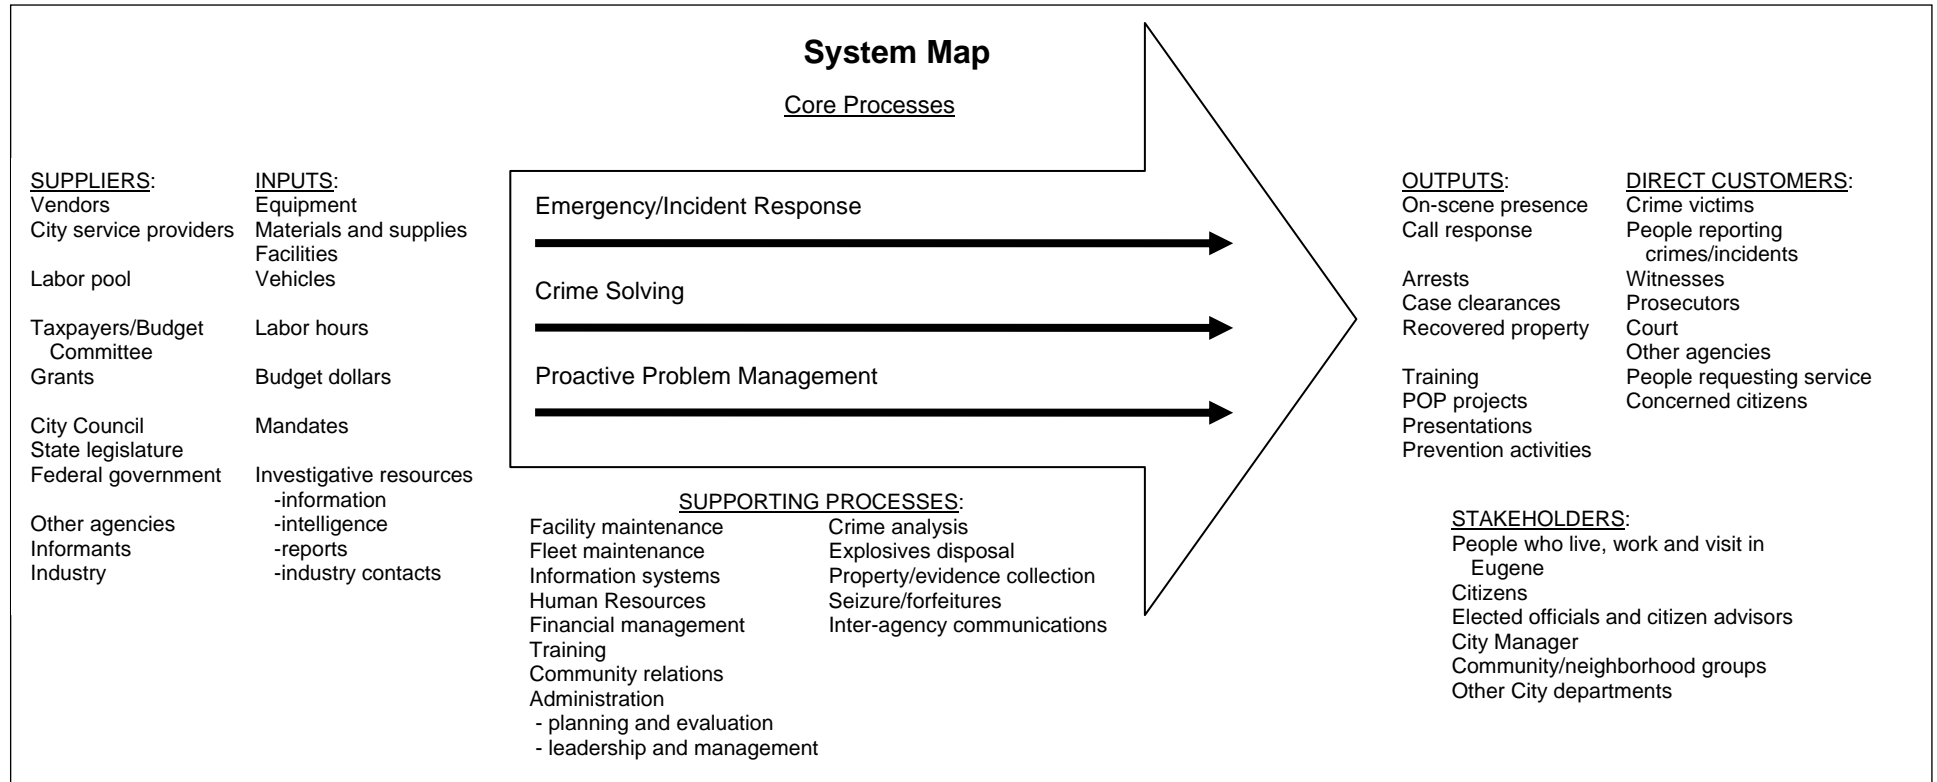 System Map
Core Processes
SUPPLIERS:
Vendors
City service providers
Labor pool
Taxpayers/Budget
Committee
Grants
City Council
State legislature
Federal government
Other agencies
Informants
Industry
INPUTS:
Equipment
Materials and supplies
Facilities
Vehicles
Labor hours
Budget dollars
Mandates
Investigative resources
-information
-intelligence
-reports
-industry contacts
Emergency/Incident Response
Crime Solving
Proactive Problem Management
SUPPORTING PROCESSES:
Facility maintenance
Fleet maintenance
Information systems
Human Resources
Financial management
Training
Community relations
Administration
- planning and evaluation
- leadership and management
Crime analysis
Explosives disposal
Property/evidence collection
Seizure/forfeitures
Inter-agency communications
OUTPUTS:
On-scene presence
Call response
Arrests
Case clearances
Recovered property
Training
POP projects
Presentations
Prevention activities
DIRECT CUSTOMERS:
Crime victims
People reporting
crimes/incidents
Witnesses
Prosecutors
Court
Other agencies
People requesting service
Concerned citizens
STAKEHOLDERS:
People who live, work and visit in
Eugene
Citizens
Elected officials and citizen advisors
City Manager
Community/neighborhood groups
Other City departments